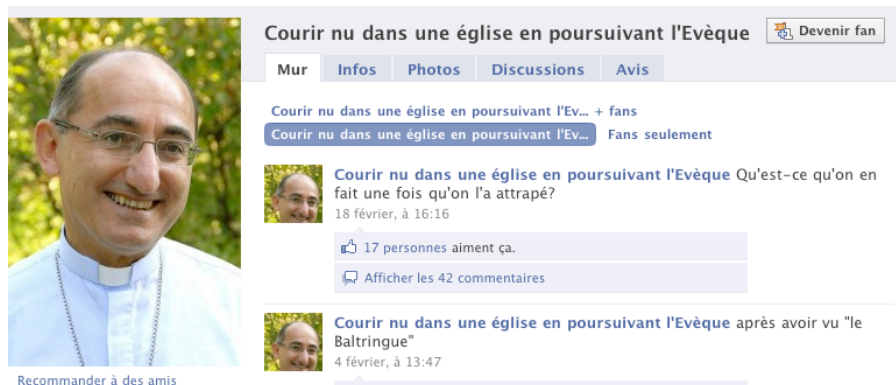 Courir nu dans une église en poursuivant l'Evèque
Devenir fan
Mur Infos Photos Discussions Avis
Courir nu dans une église en poursuivant l'Ev... + fans
Courir nu dans une église en poursuivant l'Ev... Fans seulement
Courir nu dans une église en poursuivant l'Evèque Qu'est-ce qu'on en
fait une fois qu'on l'a attrapé?
18 février, à 16:16
17 personnes aiment ça.
Afficher les 42 commentaires
Courir nu dans une église en poursuivant l'Evèque après avoir vu "le
Baltringue"
4 février, à 13:47
Recommander à des amis